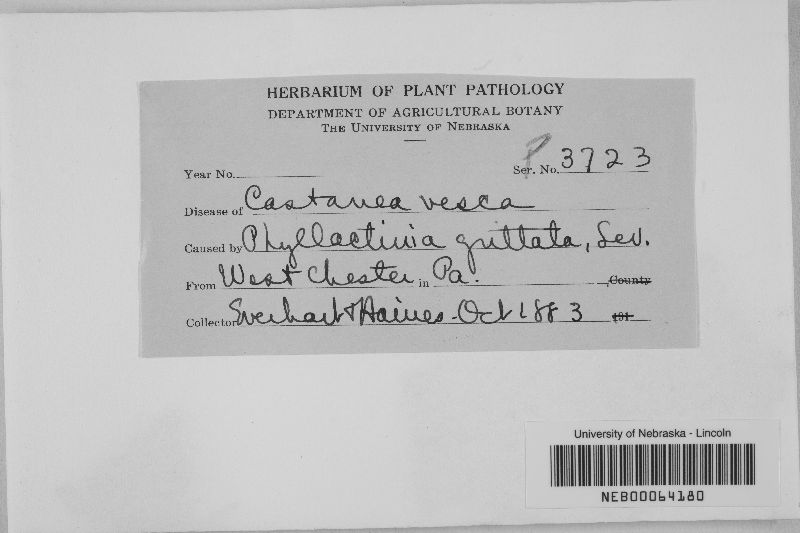 HERBARIUM OF PLANT PATHOLOGY
DEPARTMENT OF AGRICULTURAL BOTANY
THE UNIVERSITY OF NEBRASKA
Year No. Ser. No. 3723
Disease of Castanea vesca
Caused by Phyllactinia guttata, Lev.
From West Chester in Pa. , County
Collector Everhart & Haines - Oct 1883 191
University of Nebraska - Lincoln
NEB00064180